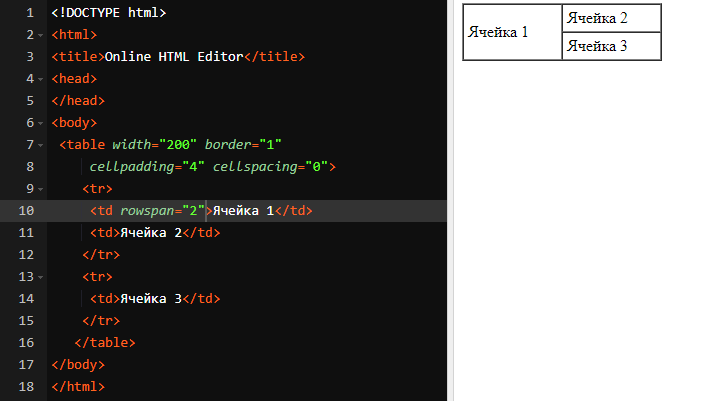 1 <!DOCTYPE html>
2 <html>
3 <title>Online HTML Editor</title>
4 <head>
5 </head>
6 <body>
7 <table width="200" border="1"
8 cellpadding="4" cellspacing="0">
9 <tr>
10 <td rowspan="2">Ячейка 1</td>
11 <td>Ячейка 2</td>
12 </tr>
13 <tr>
14 <td>Ячейка 3</td>
15 </tr>
16 </table>
17 </body>
18 </html>
Ячейка 1
Ячейка 2
Ячейка 3